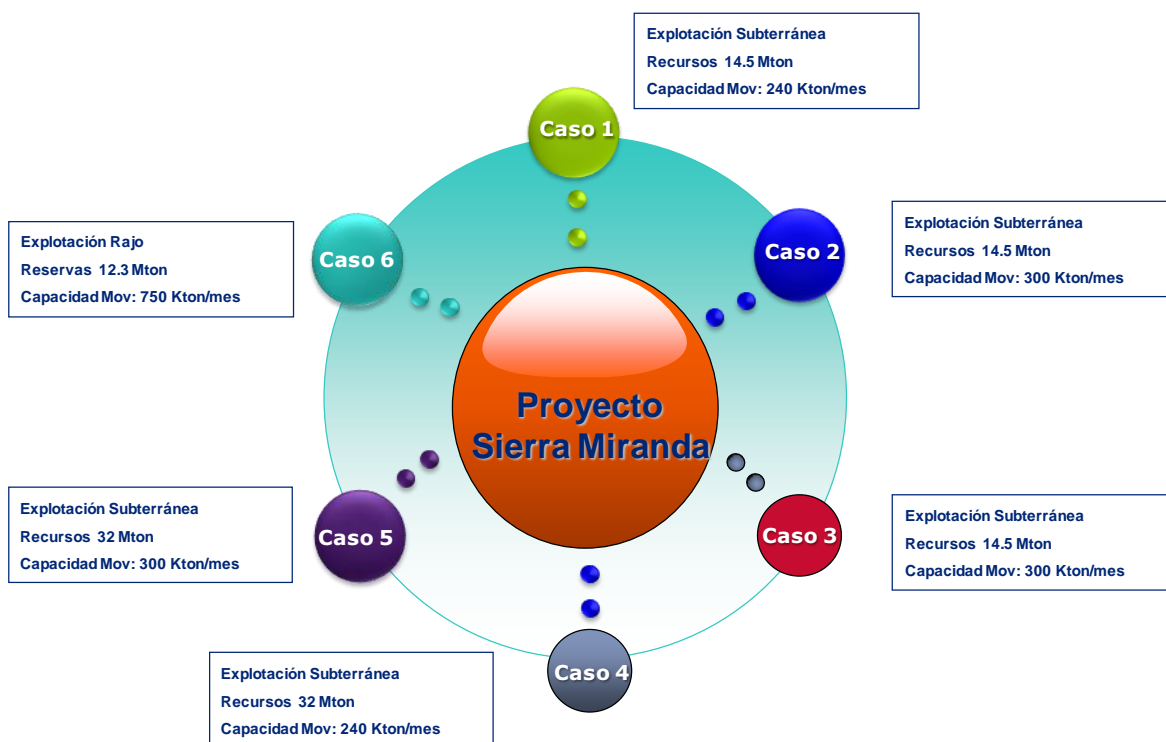 Explotación Subterránea
Recursos 14.5 Mton
Capacidad Mov: 240 Kton/mes
Caso 1
Explotación Subterránea
Recursos 14.5 Mton
Capacidad Mov: 300 Kton/mes
Caso 2
Explotación Rajo
Reservas 12.3 Mton
Capacidad Mov: 750 Kton/mes
Caso 6
Proyecto
Sierra Miranda
Explotación Subterránea
Recursos 32 Mton
Capacidad Mov: 300 Kton/mes
Caso 5
Caso 3
Explotación Subterránea
Recursos 14.5 Mton
Capacidad Mov: 300 Kton/mes
Explotación Subterránea
Recursos 32 Mton
Capacidad Mov: 240 Kton/mes
Caso 4